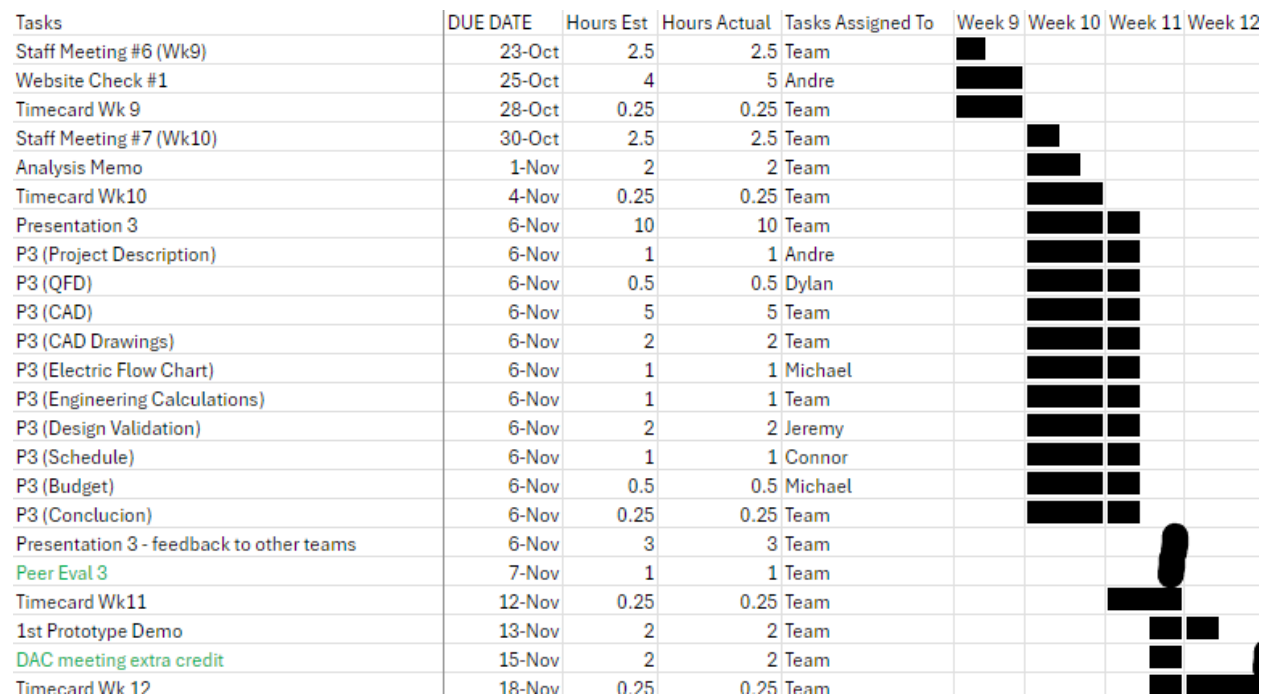 Tasks DUE DATE Hours Est Hours Actual Tasks Assigned To Week 9 Week 10 Week 11 Week 12
Staff Meeting #6 (Wk9) 23-Oct 2.5 2.5 Team
Website Check #1 25-Oct 4 5 Andre
Timecard Wk 9 28-Oct 0.25 0.25 Team
Staff Meeting #7 (Wk10) 30-Oct 2.5 2.5 Team
Analysis Memo 1-Nov 2 2 Team
Timecard Wk10 4-Nov 0.25 0.25 Team
Presentation 3 6-Nov 10 10 Team
P3 (Project Description) 6-Nov 1 1 Andre
P3 (QFD) 6-Nov 0.5 0.5 Dylan
P3 (CAD) 6-Nov 5 5 Team
P3 (CAD Drawings) 6-Nov 2 2 Team
P3 (Electric Flow Chart) 6-Nov 1 1 Michael
P3 (Engineering Calculations) 6-Nov 1 1 Team
P3 (Design Validation) 6-Nov 2 2 Jeremy
P3 (Schedule) 6-Nov 1 1 Connor
P3 (Budget) 6-Nov 0.5 0.5 Michael
P3 (Conclucion) 6-Nov 0.25 0.25 Team
Presentation 3 - feedback to other teams 6-Nov 3 3 Team
Peer Eval 3 7-Nov 1 1 Team
Timecard Wk11 12-Nov 0.25 0.25 Team
1st Prototype Demo 13-Nov 2 2 Team
DAC meeting extra credit 15-Nov 2 2 Team
Timecard Wk 12 18-Nov 0.25 0.25 Team